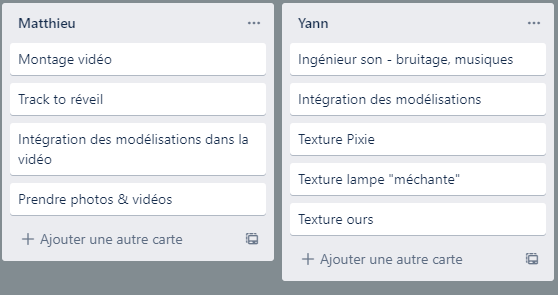 Matthieu
Montage vidéo
Track to réveil
Intégration des modélisations dans la
vidéo
Prendre photos & vidéos
Ajouter une autre carte
Yann
Ingénieur son - bruitage, musiques
Intégration des modélisations
Texture Pixie
Texture lampe "méchante"
Texture ours
Ajouter une autre carte